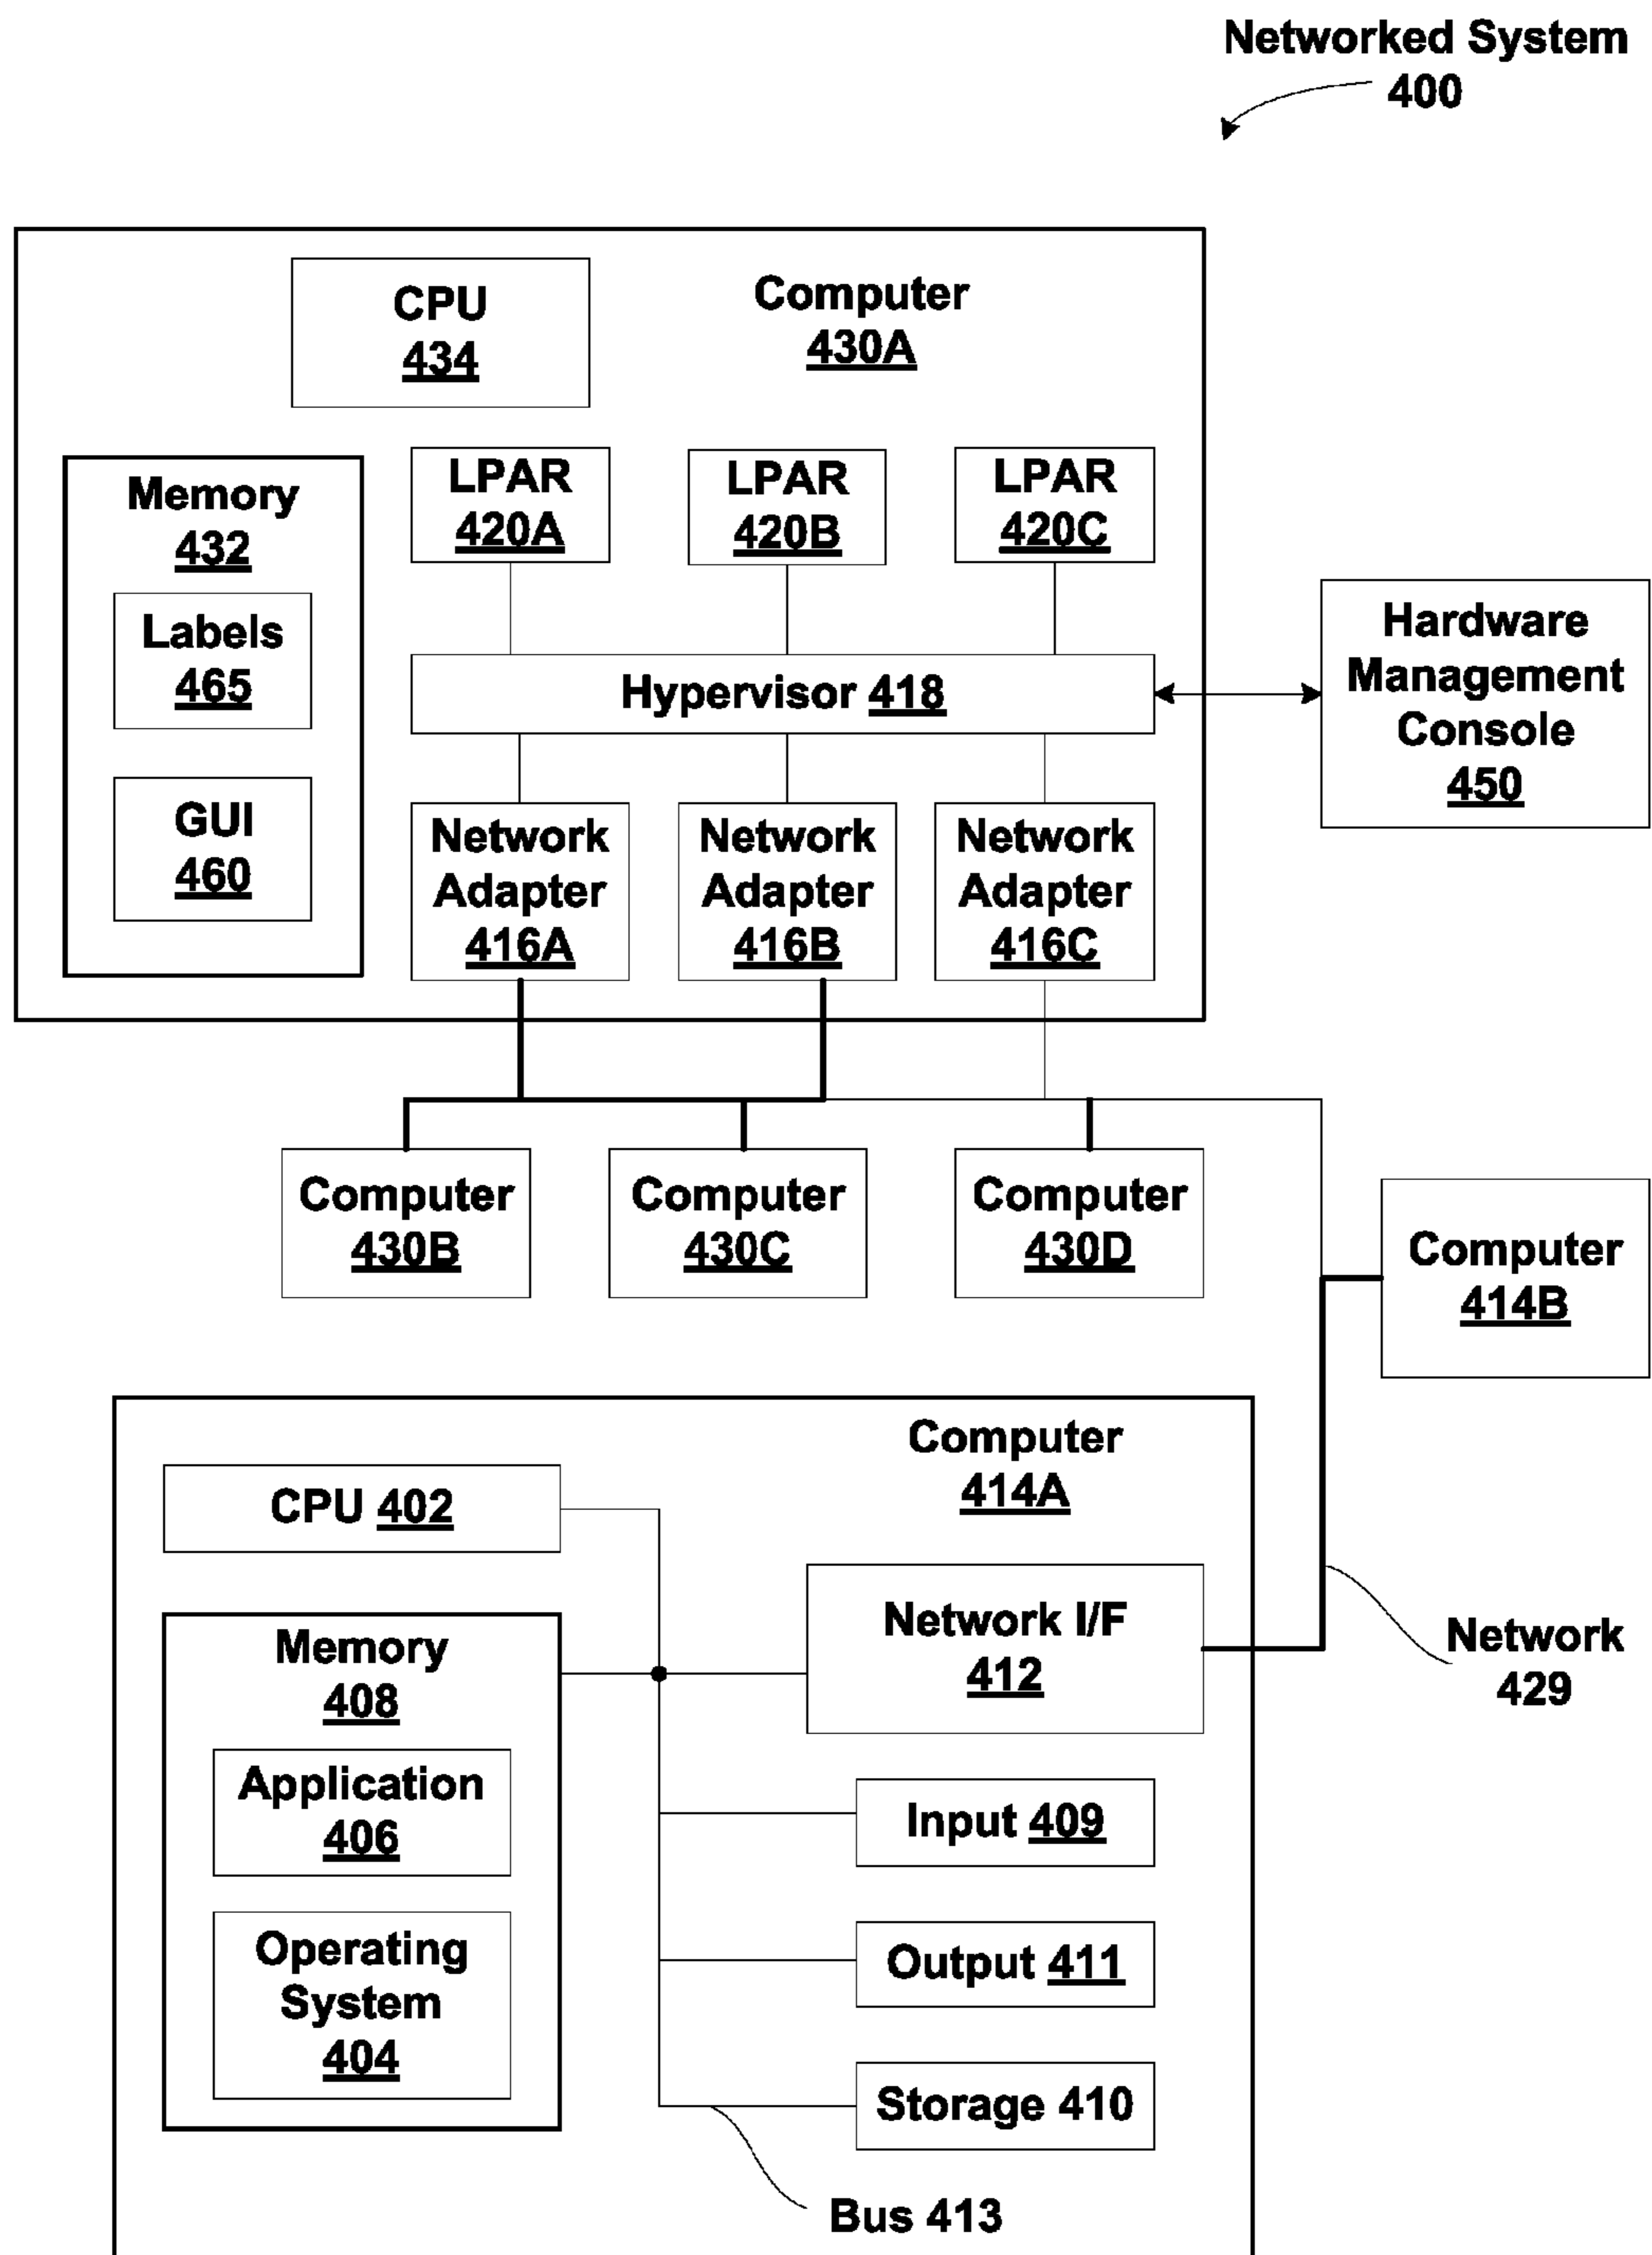 Networked System
400
CPU
434
Computer
430A
Memory
432
Labels
465
GUI
460
LPAR
420A
LPAR
420B
LPAR
420C
Hypervisor 418
Hardware
Management
Console
450
Network
Adapter
416A
Network
Adapter
416B
Network
Adapter
416C
Computer
430B
Computer
430C
Computer
430D
Computer
414B
Computer
414A
CPU 402
Memory
408
Application
406
Operating
System
404
Network I/F
412
Network
429
Input 409
Output 411
Storage 410
Bus 413